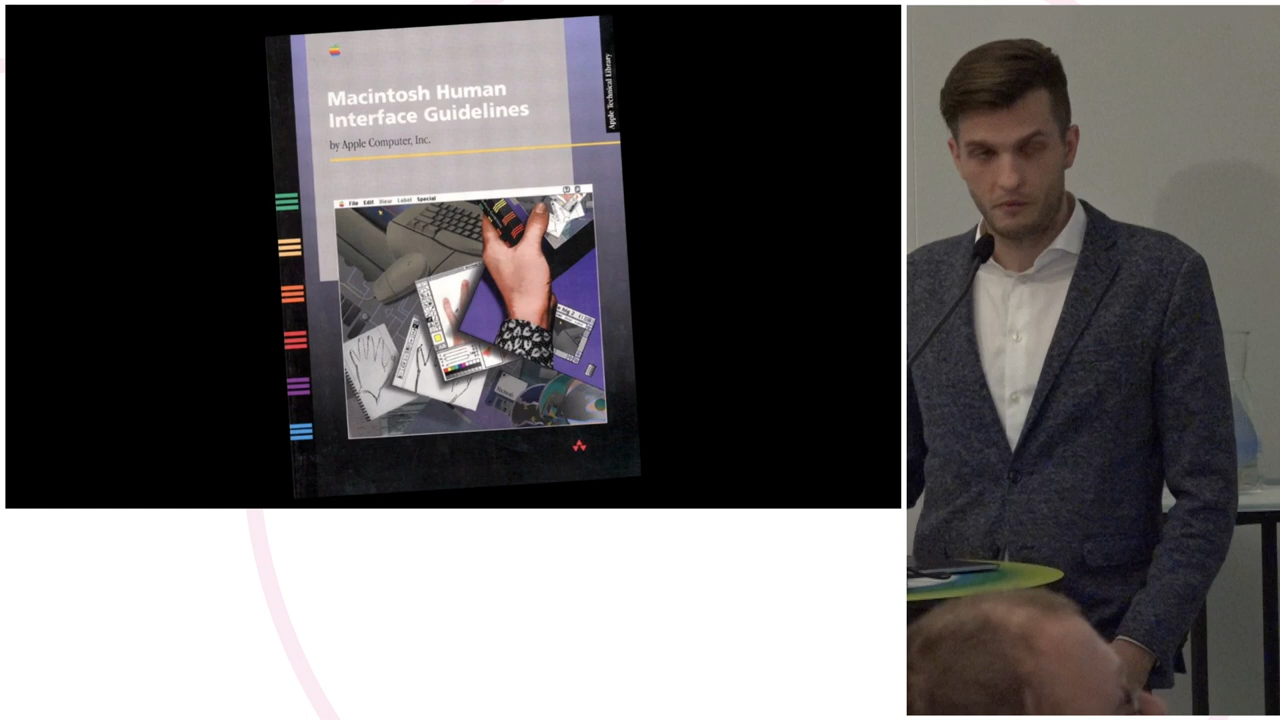 Macintosh Human
Interface Guidelines
by Apple Computer, Inc.
Apple Technical Library
File Edit View Label Special